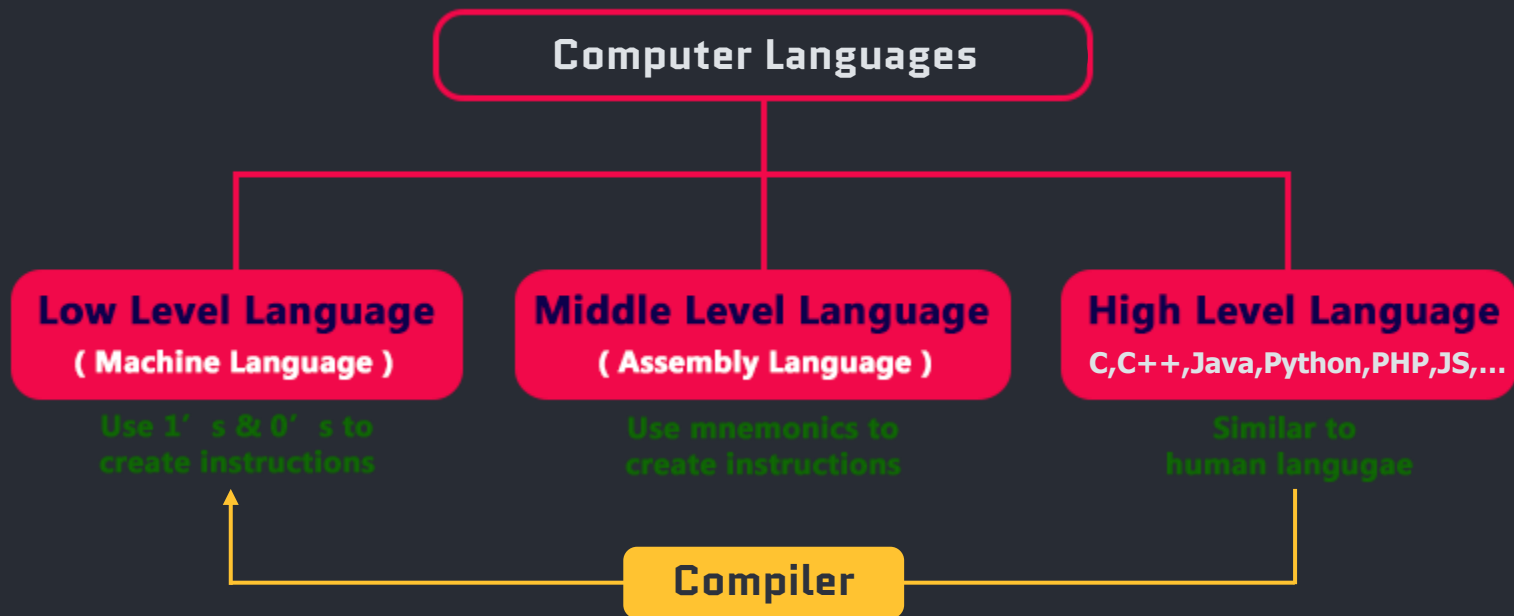 Computer Languages
Low Level Language
( Machine Language )
Use 1′ s & 0′ s to
create instructions
Middle Level Language
( Assembly Language )
Use mnemonics to
create instructions
High Level Language
C,C++,Java,Python,PHP,JS,...
Similar to
human langugae
Compiler